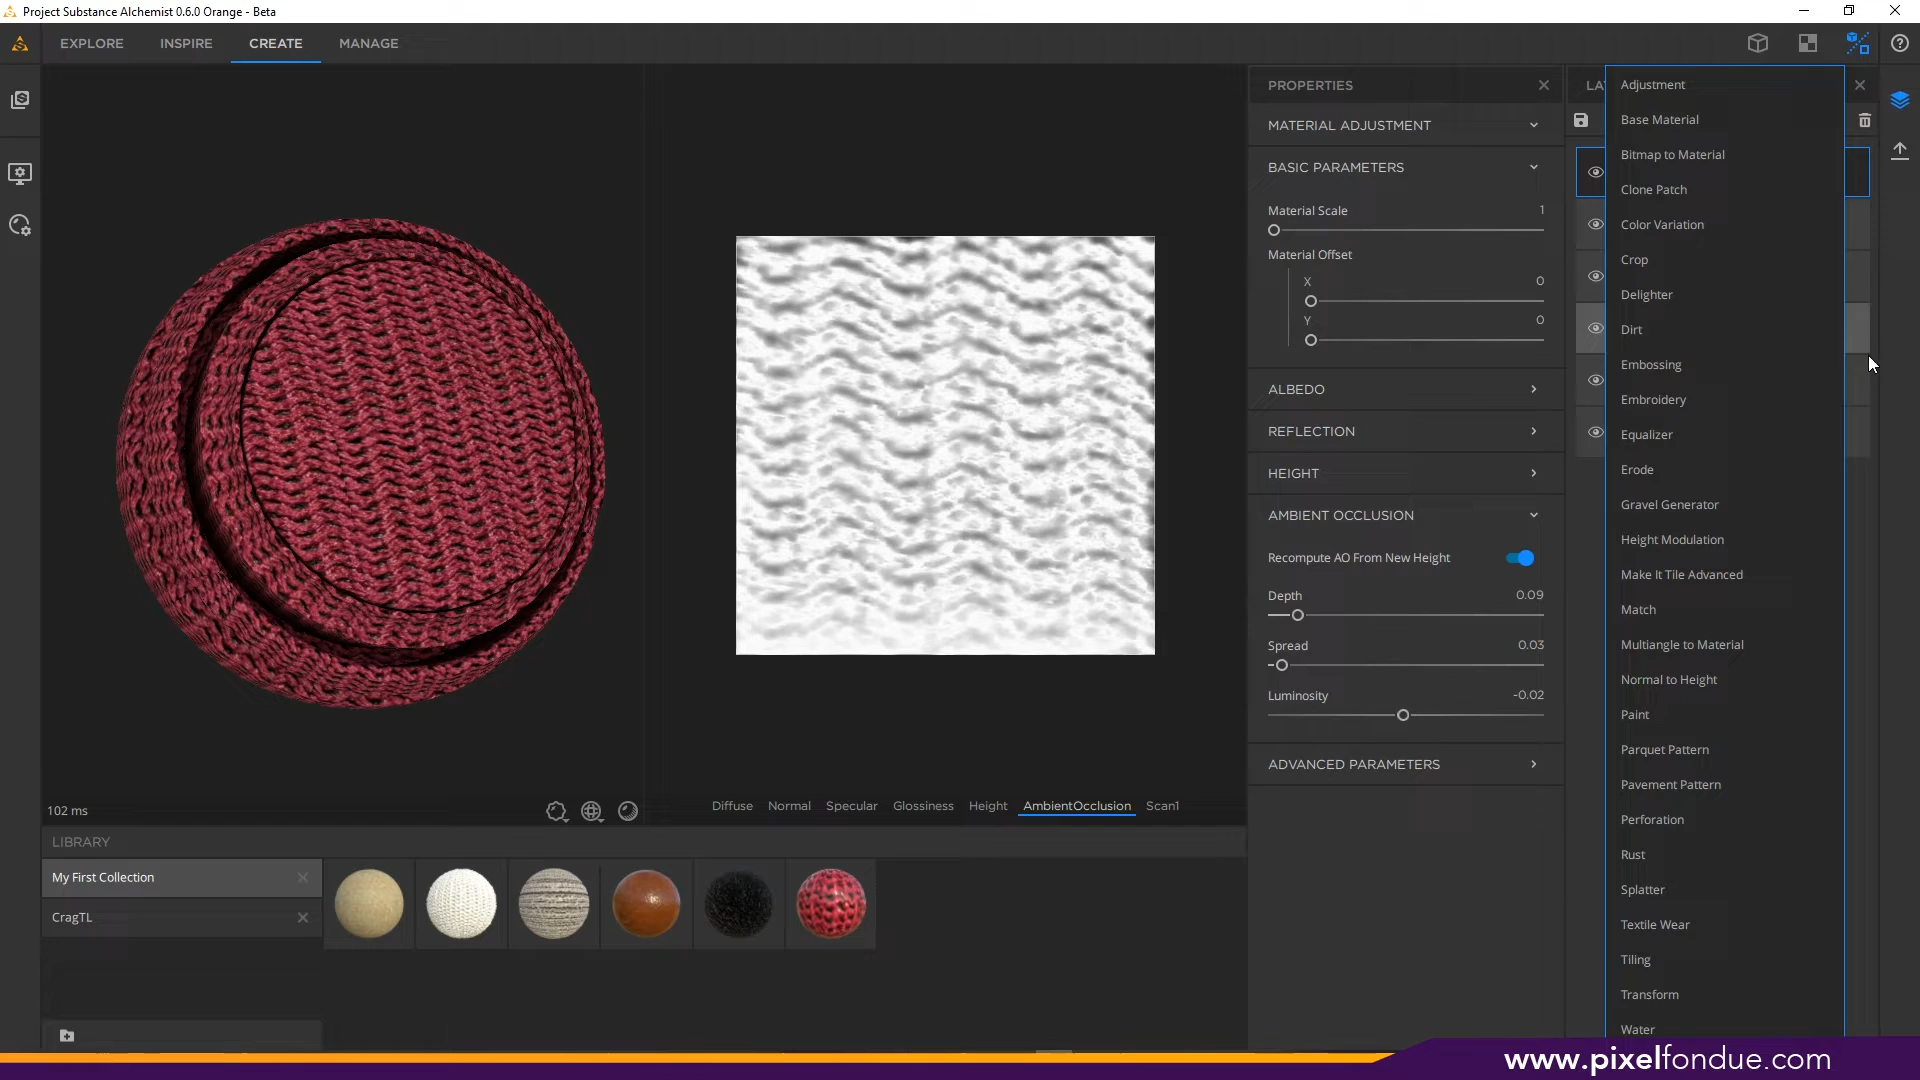 Project Substance Alchemist 0.6.0 Orange - Beta
EXPLORE
INSPIRE
CREATE
MANAGE
102 ms
Diffuse
Normal
Specular
Glossiness
Height
AmbientOcclusion
Scan1
LIBRARY
My First Collection
CragTL
PROPERTIES
MATERIAL ADJUSTMENT
BASIC PARAMETERS
Material Scale 1
Material Offset
X 0
Y 0
ALBEDO
REFLECTION
HEIGHT
AMBIENT OCCLUSION
Recompute AO From New Height
Depth 0.09
Spread 0.03
Luminosity -0.02
ADVANCED PARAMETERS
LA
Adjustment
Base Material
Bitmap to Material
Clone Patch
Color Variation
Crop
Delighter
Dirt
Embossing
Embroidery
Equalizer
Erode
Gravel Generator
Height Modulation
Make It Tile Advanced
Match
Multiangle to Material
Normal to Height
Paint
Parquet Pattern
Pavement Pattern
Perforation
Rust
Splatter
Textile Wear
Tiling
Transform
Water
www.pixelfondue.com